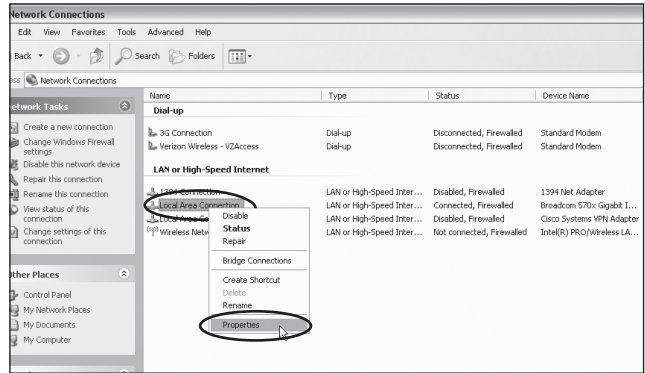 Network Connections
Edit View Favorites Tools Advanced Help
Back Search Folders
Network Connections
Name Type Status Device Name
Network Tasks
Dial-up
Create a new connection
Change Windows Firewall settings
Disable this network device
Repair this connection
Rename this connection
View status of this connection
Change settings of this connection
3G Connection Dial-up Disconnected, Firewalled Standard Modem
Verizon Wireless - VZAccess Dial-up Disconnected, Firewalled Standard Modem
LAN or High-Speed Internet
1394 Connection LAN or High-Speed Inter... Disabled, Firewalled 1394 Net Adapter
Local Area Connection LAN or High-Speed Inter... Connected, Firewalled Broadcom 570x Gigabit I...
Local Area Co LAN or High-Speed Inter... Disabled, Firewalled Cisco Systems VPN Adapter
Wireless Netw LAN or High-Speed Inter... Not connected, Firewalled Intel(R) PRO/Wireless LA...
Disable
Status
Repair
Bridge Connections
Create Shortcut
Delete
Rename
Properties
Other Places
Control Panel
My Network Places
My Documents
My Computer